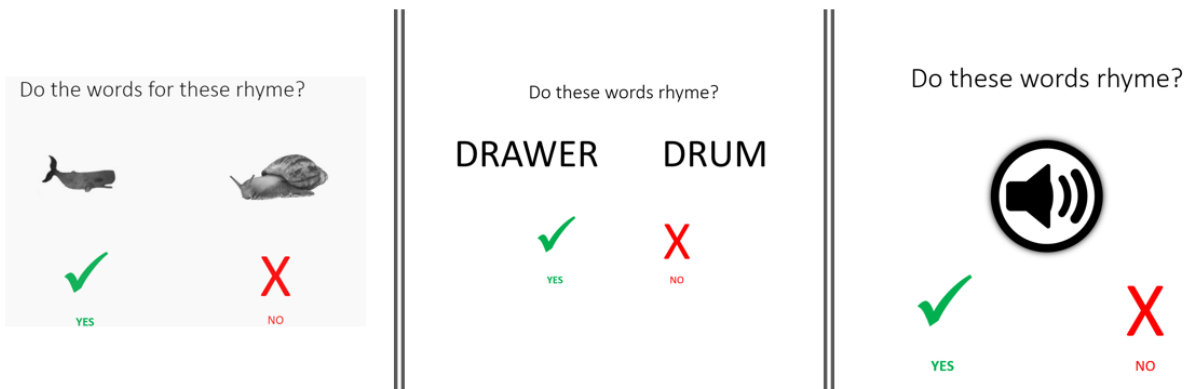 Do the words for these rhyme?
YES
NO
Do these words rhyme?
DRAWER DRUM
YES
NO
Do these words rhyme?
YES
NO